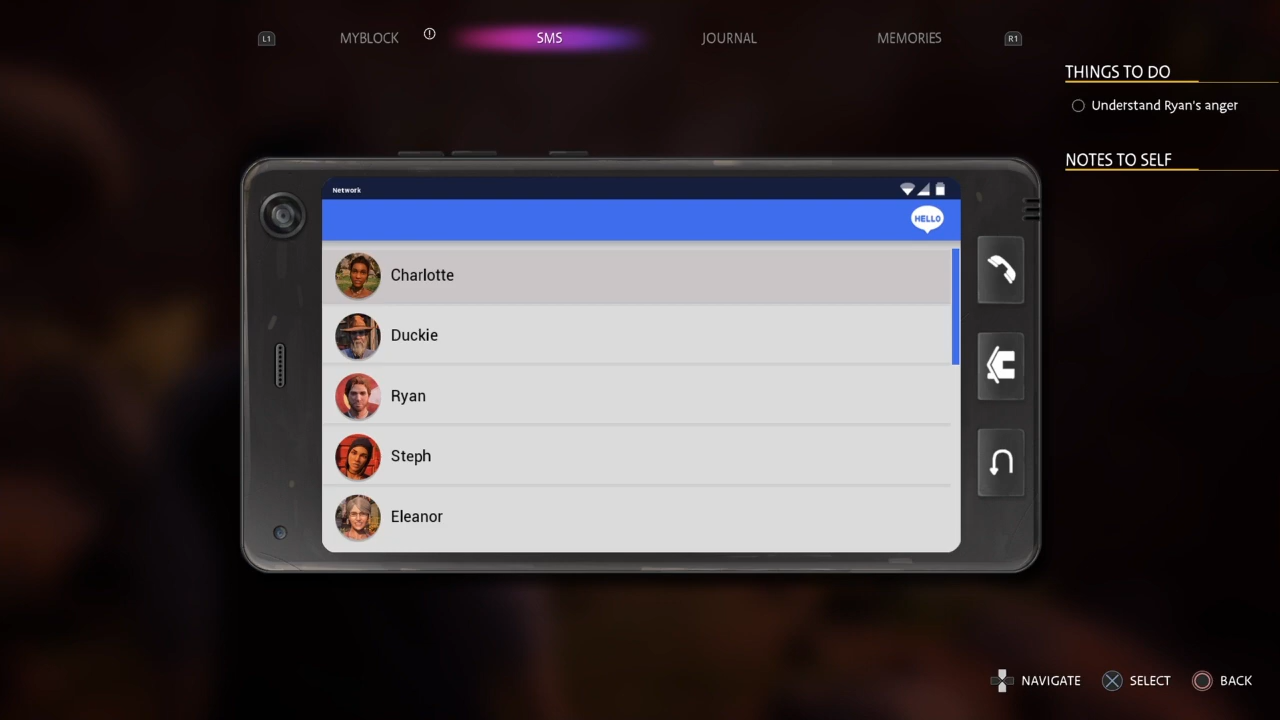 L1
MYBLOCK
SMS
JOURNAL
MEMORIES
R1
THINGS TO DO
Understand Ryan's anger
NOTES TO SELF
Network
HELLO
Charlotte
Duckie
Ryan
Steph
Eleanor
NAVIGATE
SELECT
BACK